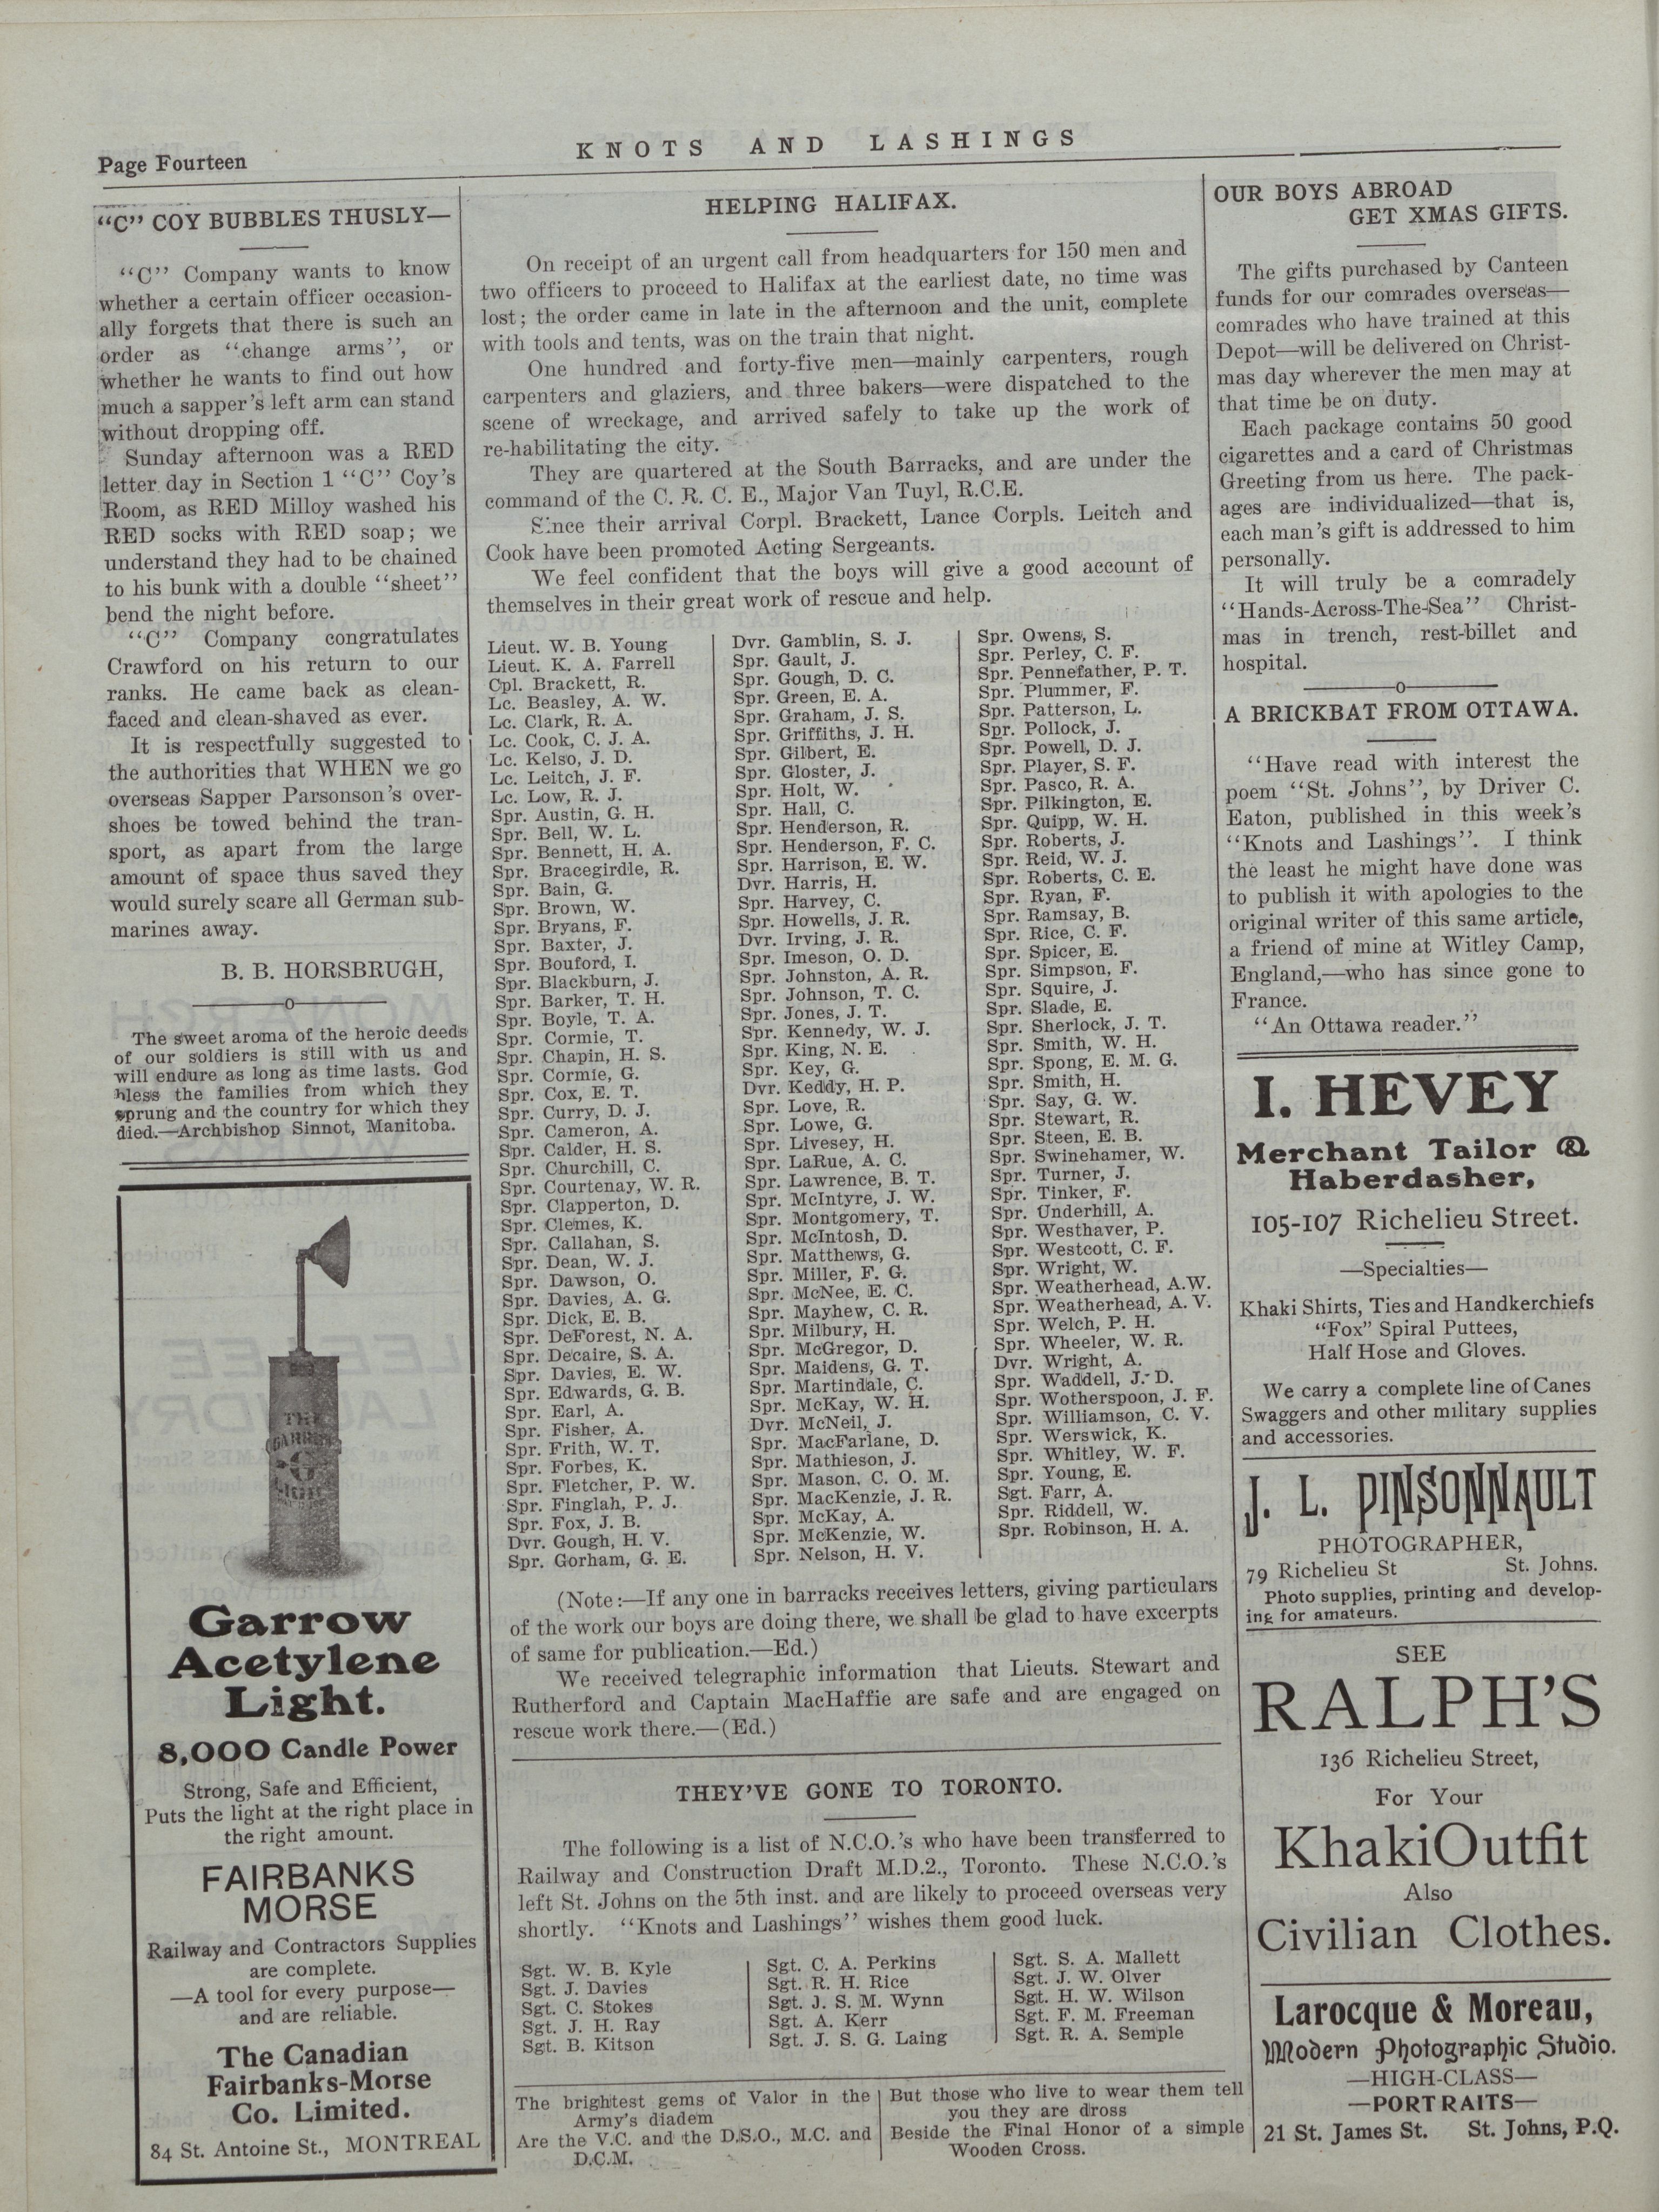 Page Fourteen
KNOTS AND LASHINGS
"C" COY BUBBLES THUSLY—
"C" Company wants to know
whether a certain officer occasion-
ally forgets that there is such an
order as "change arms", or
whether he wants to find out how
much a sapper's left arm can stand
without dropping off.
Sunday afternoon was a RED
letter day in Section 1 "C" Coy's
Room, as RED Milloy washed his
RED socks with RED soap; we
understand they had to be chained
to his bunk with a double "sheet"
bend the night before.
"C" Company congratulates
Crawford on his return to our
ranks. He came back as clean-
faced and clean-shaved as ever.
It is respectfully suggested to
the authorities that WHEN we go
overseas Sapper Parsonson's over-
shoes be towed behind the tran-
sport, as apart from the large
amount of space thus saved they
would surely scare all German sub-
marines away.
B. B. HORSBRUGH,
o
The sweet aroma of the heroic deeds
of our soldiers is still with us and
will endure as long as time lasts. God
bless the families from which they
sprung and the country for which they
died.—Archbishop Sinnot, Manitoba.
THE
GARROW
G
LIGHT
Garrow
Acetylene
Light.
8,000 Candle Power
Strong, Safe and Efficient,
Puts the light at the right place in
the right amount.
FAIRBANKS
MORSE
Railway and Contractors Supplies
are complete.
—A tool for every purpose—
and are reliable.
The Canadian
Fairbanks-Morse
Co. Limited.
84 St. Antoine St., MONTREAL
HELPING HALIFAX.
On receipt of an urgent call from headquarters for 150 men and
two officers to proceed to Halifax at the earliest date, no time was
lost; the order came in late in the afternoon and the unit, complete
with tools and tents, was on the train that night.
One hundred and forty-five men—mainly carpenters, rough
carpenters and glaziers, and three bakers—were dispatched to the
scene of wreckage, and arrived safely to take up the work of
re-habilitating the city.
They are quartered at the South Barracks, and are under the
command of the C. R. C. E., Major Van Tuyl, R.C.E.
Since their arrival Corpl. Brackett, Lance Corpls. Leitch and
Cook have been promoted Acting Sergeants.
We feel confident that the boys will give a good account of
themselves in their great work of rescue and help.
Lieut. W. B. Young
Lieut. K. A. Farrell
Cpl. Brackett, R.
Lc. Beasley, A. W.
Lc. Clark, R. A.
Lc. Cook, C. J. A.
Lc. Kelso, J. D.
Lc. Leitch, J. F.
Lc. Low, R. J.
Spr. Austin, G. H.
Spr. Bell, W. L.
Spr. Bennett, H. A.
Spr. Bracegirdle, R.
Spr. Bain, G.
Spr. Brown, W.
Spr. Bryans, F.
Spr. Baxter, J.
Spr. Bouford, I.
Spr. Blackburn, J.
Spr. Barker, T. H.
Spr. Boyle, T. A.
Spr. Cormie, T.
Spr. Chapin, H. S.
Spr. Cormie, G.
Spr. Cox, E. T.
Spr. Curry, D. J.
Spr. Cameron, A.
Spr. Calder, H. S.
Spr. Churchill, C.
Spr. Courtenay, W. R.
Spr. Clapperton, D.
Spr. Clemes, K.
Spr. Callahan, S.
Spr. Dean, W. J.
Spr. Dawson, O.
Spr. Davies, A. G.
Spr. Dick, E. B.
Spr. DeForest, N. A.
Spr. Decaire, S. A.
Spr. Davies, E. W.
Spr. Edwards, G. B.
Spr. Earl, A.
Spr. Fisher, A.
Spr. Frith, W. T.
Spr. Forbes, K.
Spr. Fletcher, P. W.
Spr. Finglah, P. J.
Spr. Fox, J. B.
Dvr. Gough, H. V.
Spr. Gorham, G. E.
Dvr. Gamblin, S. J.
Spr. Gault, J.
Spr. Gough, D. C.
Spr. Green, E. A.
Spr. Graham, J. S.
Spr. Griffiths, J. H.
Spr. Gilbert, E.
Spr. Gloster, J.
Spr. Holt, W.
Spr. Hall, C.
Spr. Henderson, R.
Spr. Henderson, F. C.
Spr. Harrison, E. W.
Dvr. Harris, H.
Spr. Harvey, C.
Spr. Howells, J. R.
Dvr. Irving, J. R.
Spr. Imeson, O. D.
Spr. Johnston, A. R.
Spr. Johnson, T. C.
Spr. Jones, J. T.
Spr. Kennedy, W. J.
Spr. King, N. E.
Spr. Key, G.
Dvr. Keddy, H. P.
Spr. Love, R.
Spr. Lowe, G.
Spr. Livesey, H.
Spr. LaRue, A. C.
Spr. Lawrence, B. T.
Spr. McIntyre, J. W.
Spr. Montgomery, T.
Spr. McIntosh, D.
Spr. Matthews, G.
Spr. Miller, F. G.
Spr. McNee, E. C.
Spr. Mayhew, C. R.
Spr. Milbury, H.
Spr. McGregor, D.
Spr. Maidens, G. T.
Spr. Martindale, C.
Spr. McKay, W. H.
Dvr. McNeil, J.
Spr. MacFarlane, D.
Spr. Mathieson, J.
Spr. Mason, C. O. M.
Spr. MacKenzie, J. R.
Spr. McKay, A.
Spr. McKenzie, W.
Spr. Nelson, H. V.
Spr. Owens, S.
Spr. Perley, C. F.
Spr. Pennefather, P. T.
Spr. Plummer, F.
Spr. Patterson, L.
Spr. Pollock, J.
Spr. Powell, D. J.
Spr. Player, S. F.
Spr. Pasco, R. A.
Spr. Pilkington, E.
Spr. Quipp, W. H.
Spr. Roberts, J.
Spr. Reid, W. J.
Spr. Roberts, C. E.
Spr. Ryan, F.
Spr. Ramsay, B.
Spr. Rice, C. F.
Spr. Spicer, E.
Spr. Simpson, F.
Spr. Squire, J.
Spr. Slade, E.
Spr. Sherlock, J. T.
Spr. Smith, W. H.
Spr. Spong, E. M. G.
Spr. Smith, H.
Spr. Say, G. W.
Spr. Stewart, R.
Spr. Steen, E. B.
Spr. Swinehamer, W.
Spr. Turner, J.
Spr. Tinker, F.
Spr. Underhill, A.
Spr. Westhaver, P.
Spr. Westcott, C. F.
Spr. Wright, W.
Spr. Weatherhead, A.W.
Spr. Weatherhead, A. V.
Spr. Welch, P. H.
Spr. Wheeler, W. R.
Dvr. Wright, A.
Spr. Waddell, J. D.
Spr. Wotherspoon, J. F.
Spr. Williamson, C. V.
Spr. Werswick, K.
Spr. Whitley, W. F.
Spr. Young, E.
Sgt. Farr, A.
Spr. Riddell, W.
Spr. Robinson, H. A.
(Note:—If any one in barracks receives letters, giving particulars
of the work our boys are doing there, we shall be glad to have excerpts
of same for publication.—Ed.)
We received telegraphic information that Lieuts. Stewart and
Rutherford and Captain MacHaffie are safe and are engaged on
rescue work there.—(Ed.)
THEY'VE GONE TO TORONTO.
The following is a list of N.C.O.'s who have been transferred to
Railway and Construction Draft M.D.2., Toronto. These N.C.O.'s
left St. Johns on the 5th inst. and are likely to proceed overseas very
shortly. "Knots and Lashings" wishes them good luck.
Sgt. W. B. Kyle
Sgt. J. Davies
Sgt. C. Stokes
Sgt. J. H. Ray
Sgt. B. Kitson
Sgt. C. A. Perkins
Sgt. R. H. Rice
Sgt. J. S. M. Wynn
Sgt. A. Kerr
Sgt. J. S. G. Laing
Sgt. S. A. Mallett
Sgt. J. W. Olver
Sgt. H. W. Wilson
Sgt. F. M. Freeman
Sgt. R. A. Semple
The brightest gems of Valor in the
Army's diadem
Are the V.C. and the D.S.O., M.C. and
D.C.M.
But those who live to wear them tell
you they are dross
Beside the Final Honor of a simple
Wooden Cross.
OUR BOYS ABROAD
GET XMAS GIFTS.
The gifts purchased by Canteen
funds for our comrades overseas—
comrades who have trained at this
Depot—will be delivered on Christ-
mas day wherever the men may at
that time be on duty.
Each package contains 50 good
cigarettes and a card of Christmas
Greeting from us here. The pack-
ages are individualized—that is,
each man's gift is addressed to him
personally.
It will truly be a comradely
"Hands-Across-The-Sea" Christ-
mas in trench, rest-billet and
hospital.
o
A BRICKBAT FROM OTTAWA.
"Have read with interest the
poem "St. Johns", by Driver C.
Eaton, published in this week's
"Knots and Lashings". I think
the least he might have done was
to publish it with apologies to the
original writer of this same article,
a friend of mine at Witley Camp,
England,—who has since gone to
France.
"An Ottawa reader."
I. HEVEY
Merchant Tailor &
Haberdasher,
105-107 Richelieu Street.
—Specialties—
Khaki Shirts, Ties and Handkerchiefs
"Fox" Spiral Puttees,
Half Hose and Gloves.
We carry a complete line of Canes
Swaggers and other military supplies
and accessories.
J. L. PINSONNAULT
PHOTOGRAPHER,
79 Richelieu St St. Johns.
Photo supplies, printing and develop-
ing for amateurs.
SEE
RALPH'S
136 Richelieu Street,
For Your
KhakiOutfit
Also
Civilian Clothes.
Larocque & Moreau,
Modern Photographic Studio.
—HIGH-CLASS—
—PORTRAITS—
21 St. James St. St. Johns, P.Q.